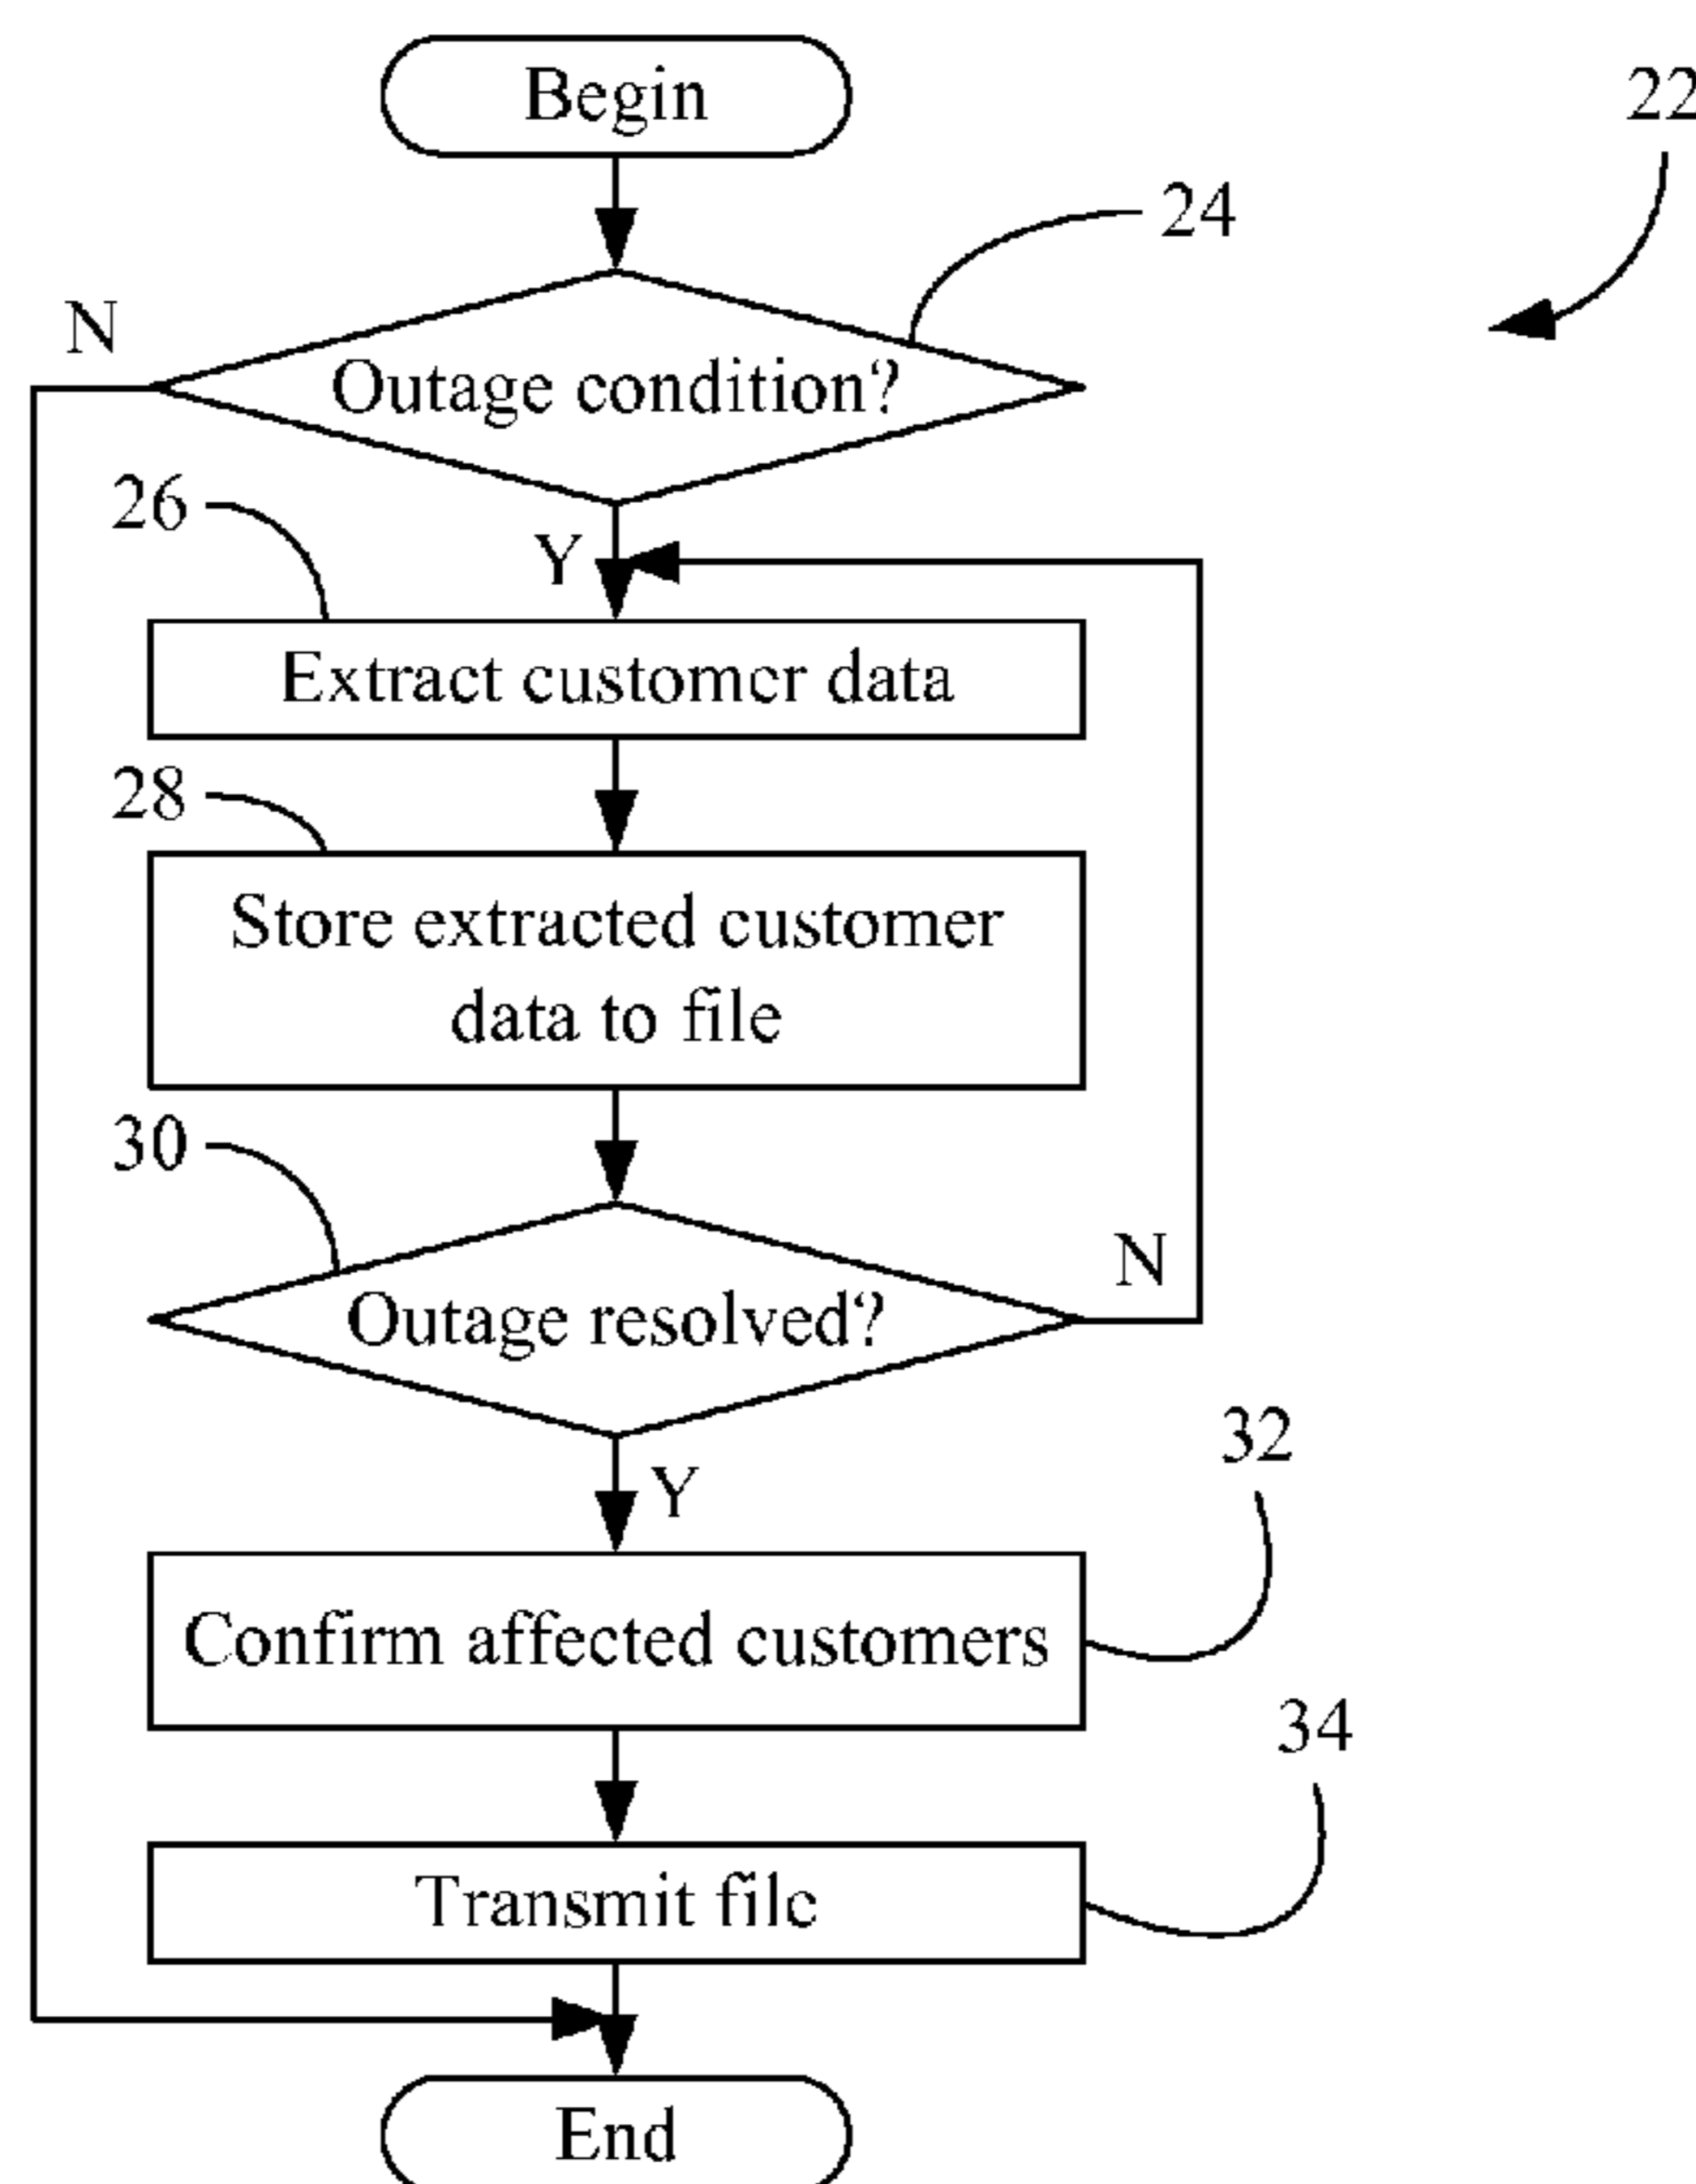 Begin
22
24
N
Outage condition?
26
Y
Extract customer data
28
Store extracted customer
data to file
30
N
Outage resolved?
32
Y
Confirm affected customers
34
Transmit file
End